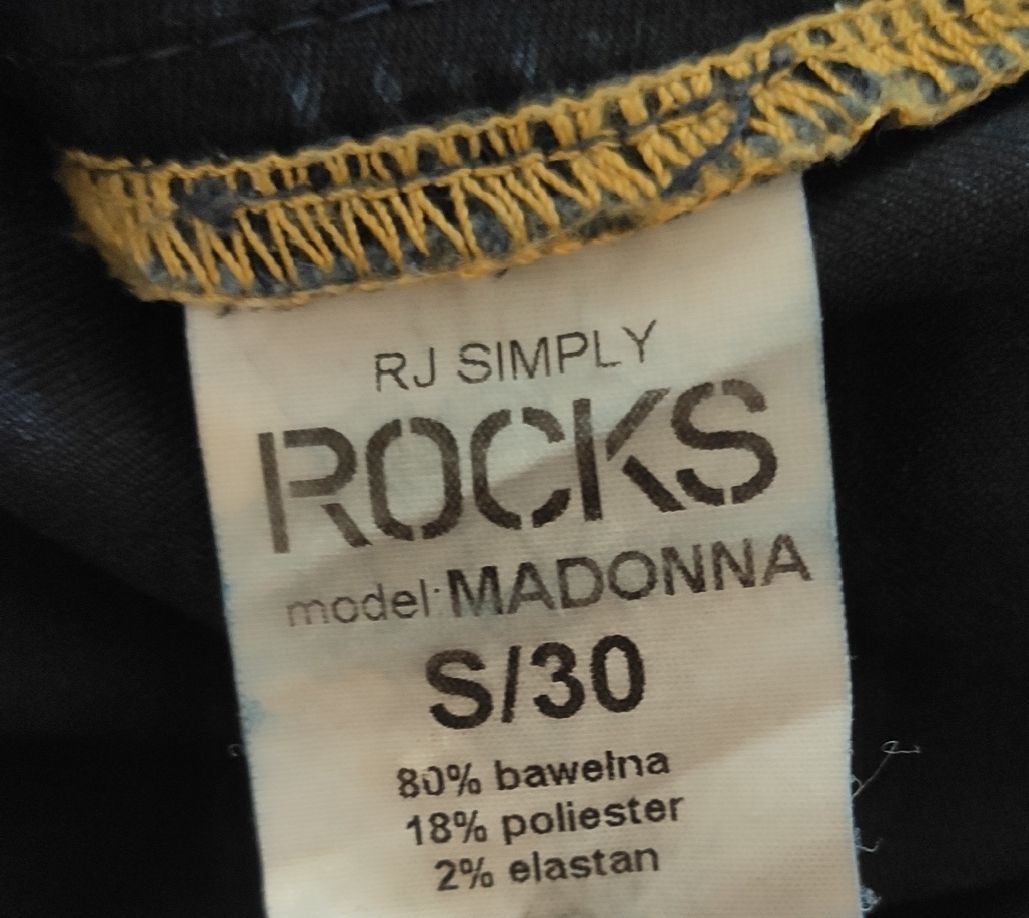 RJ SIMPLY
ROCKS
model: MADONNA
S/30
80% bawełna
18% poliester
2% elastan